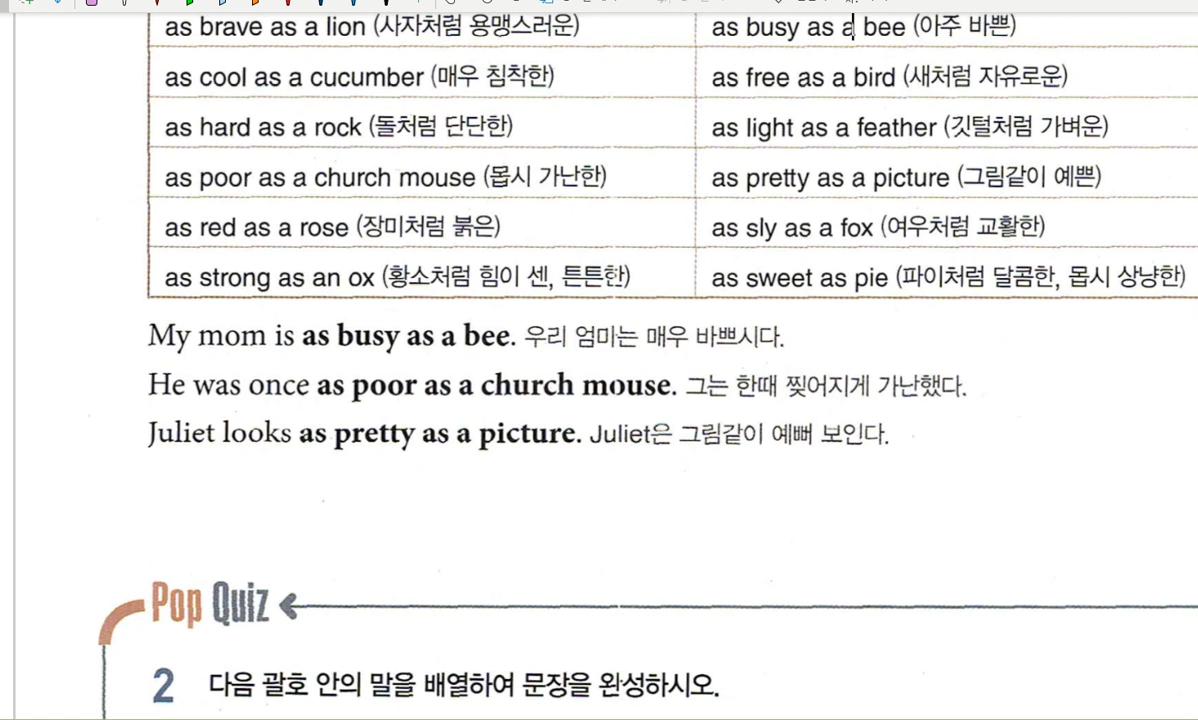 as brave as a lion (사자처럼 용맹스러운) as busy as a bee (아주 바쁜)
as cool as a cucumber (매우 침착한) as free as a bird (새처럼 자유로운)
as hard as a rock (돌처럼 단단한) as light as a feather (깃털처럼 가벼운)
as poor as a church mouse (몹시 가난한) as pretty as a picture (그림같이 예쁜)
as red as a rose (장미처럼 붉은) as sly as a fox (여우처럼 교활한)
as strong as an ox (황소처럼 힘이 센, 튼튼한) as sweet as pie (파이처럼 달콤한, 몹시 상냥한)
My mom is as busy as a bee. 우리 엄마는 매우 바쁘시다.
He was once as poor as a church mouse. 그는 한때 찢어지게 가난했다.
Juliet looks as pretty as a picture. Juliet은 그림같이 예뻐 보인다.
Pop Quiz
2 다음 괄호 안의 말을 배열하여 문장을 완성하시오.